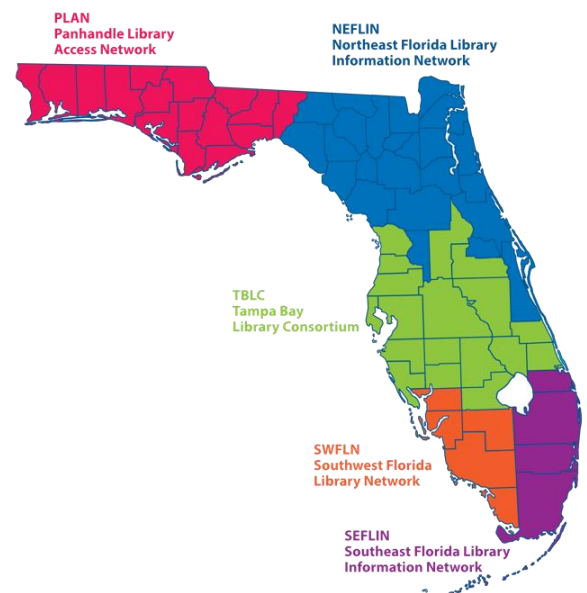 PLAN
Panhandle Library
Access Network
NEFLIN
Northeast Florida Library
Information Network
TBLC
Tampa Bay
Library Consortium
SWFLN
Southwest Florida
Library Network
SEFLIN
Southeast Florida Library
Information Network